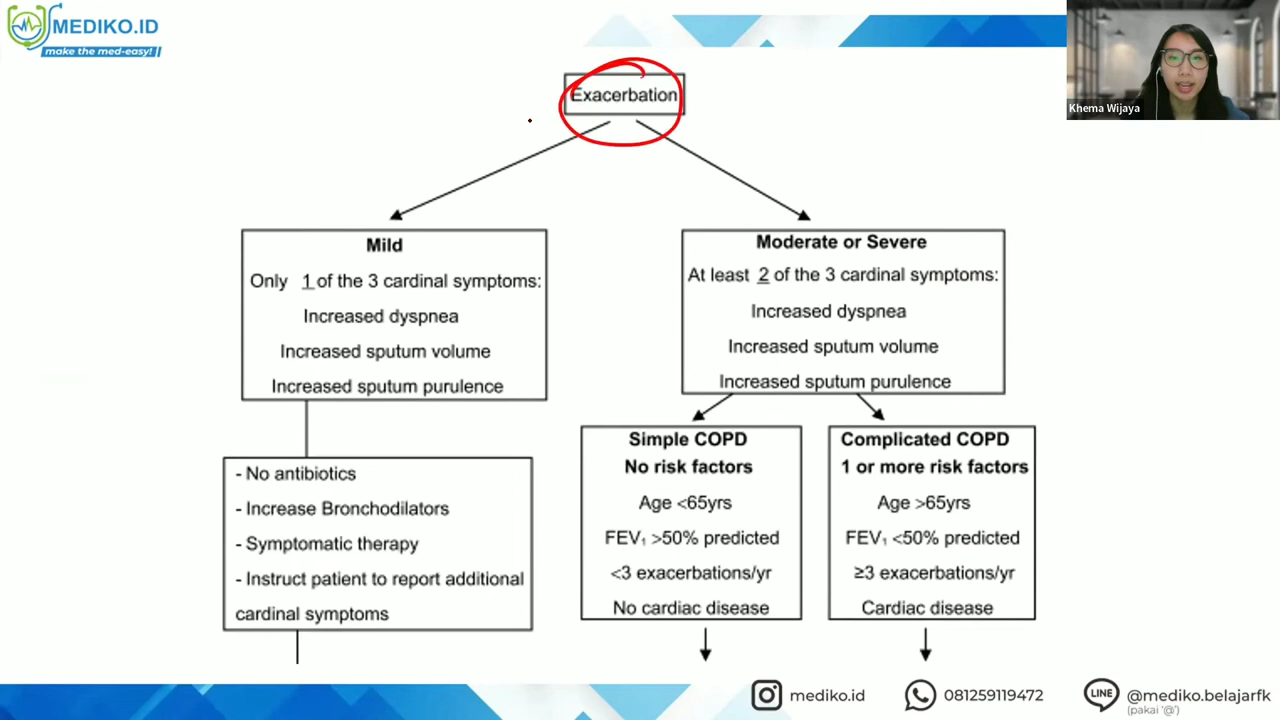 MEDIKO.ID
make the med-easy!
Khema Wijaya
Exacerbation
Mild
Only 1 of the 3 cardinal symptoms:
Increased dyspnea
Increased sputum volume
Increased sputum purulence
Moderate or Severe
At least 2 of the 3 cardinal symptoms:
Increased dyspnea
Increased sputum volume
Increased sputum purulence
- No antibiotics
- Increase Bronchodilators
- Symptomatic therapy
- Instruct patient to report additional
cardinal symptoms
Simple COPD
No risk factors
Age <65yrs
FEV₁ >50% predicted
<3 exacerbations/yr
No cardiac disease
Complicated COPD
1 or more risk factors
Age >65yrs
FEV₁ <50% predicted
≥3 exacerbations/yr
Cardiac disease
mediko.id
081259119472
LINE
@mediko.belajarfk
(pakai '@')